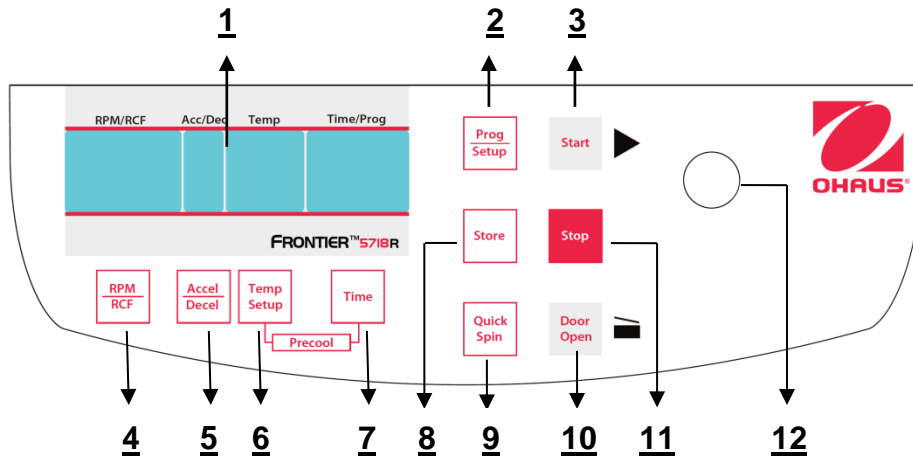 1 2 3
RPM/RCF Acc/Dec Temp Time/Prog
Prog
Setup
Start
OHAUS®
FRONTIER™5718R
Store
Stop
RPM
RCF
Accel
Decel
Temp
Setup
Time
Precool
Quick
Spin
Door
Open
4 5 6 7 8 9 10 11 12